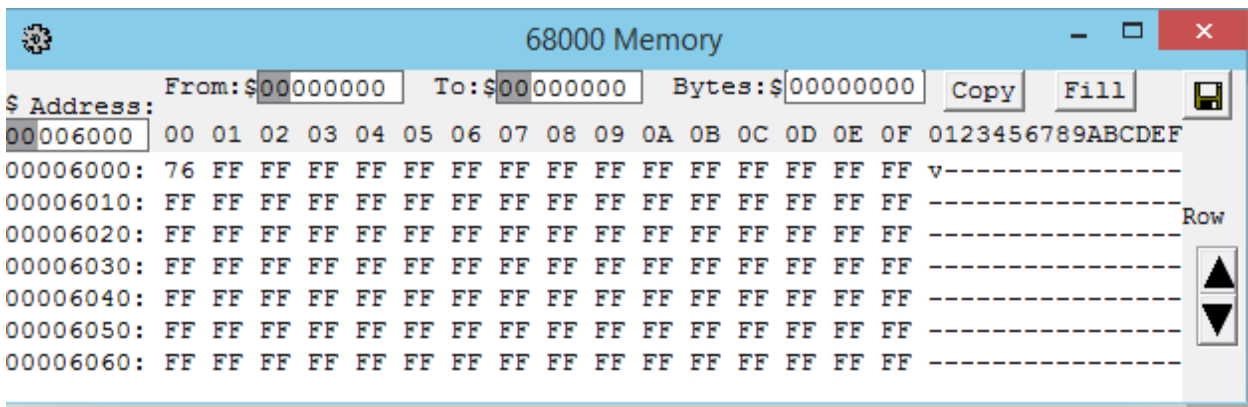 68000 Memory
From:$00000000 To:$00000000 Bytes:$00000000 Copy Fill
$ Address:
00006000 00 01 02 03 04 05 06 07 08 09 0A 0B 0C 0D 0E 0F 0123456789ABCDEF
00006000: 76 FF FF FF FF FF FF FF FF FF FF FF FF FF FF FF v---------------
00006010: FF FF FF FF FF FF FF FF FF FF FF FF FF FF FF FF ----------------
Row
00006020: FF FF FF FF FF FF FF FF FF FF FF FF FF FF FF FF ----------------
00006030: FF FF FF FF FF FF FF FF FF FF FF FF FF FF FF FF ----------------
00006040: FF FF FF FF FF FF FF FF FF FF FF FF FF FF FF FF ----------------
00006050: FF FF FF FF FF FF FF FF FF FF FF FF FF FF FF FF ----------------
00006060: FF FF FF FF FF FF FF FF FF FF FF FF FF FF FF FF ----------------